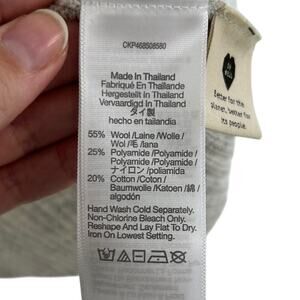 CKP468508580
Made In Thailand
Fabriqué En Thaïlande
Hergestellt in Thailand
Vervaardigd In Thailand
タイ製
hecho en tailandia
55% Wool /Laine /Wolle /
Wol /毛 /lana
25% Polyamide /Polyamide /
Polyamid /Polyamide /
ナイロン /poliamida
20% Cotton /Coton /
Baumwolle /Katoen /綿 /
Hand Wash Cold Separately.
Non-Chlorine Bleach Only.
Reshape And Lay Flat To Dry.
Iron On Lowest Setting.
Better for the
planet, better for
its people.